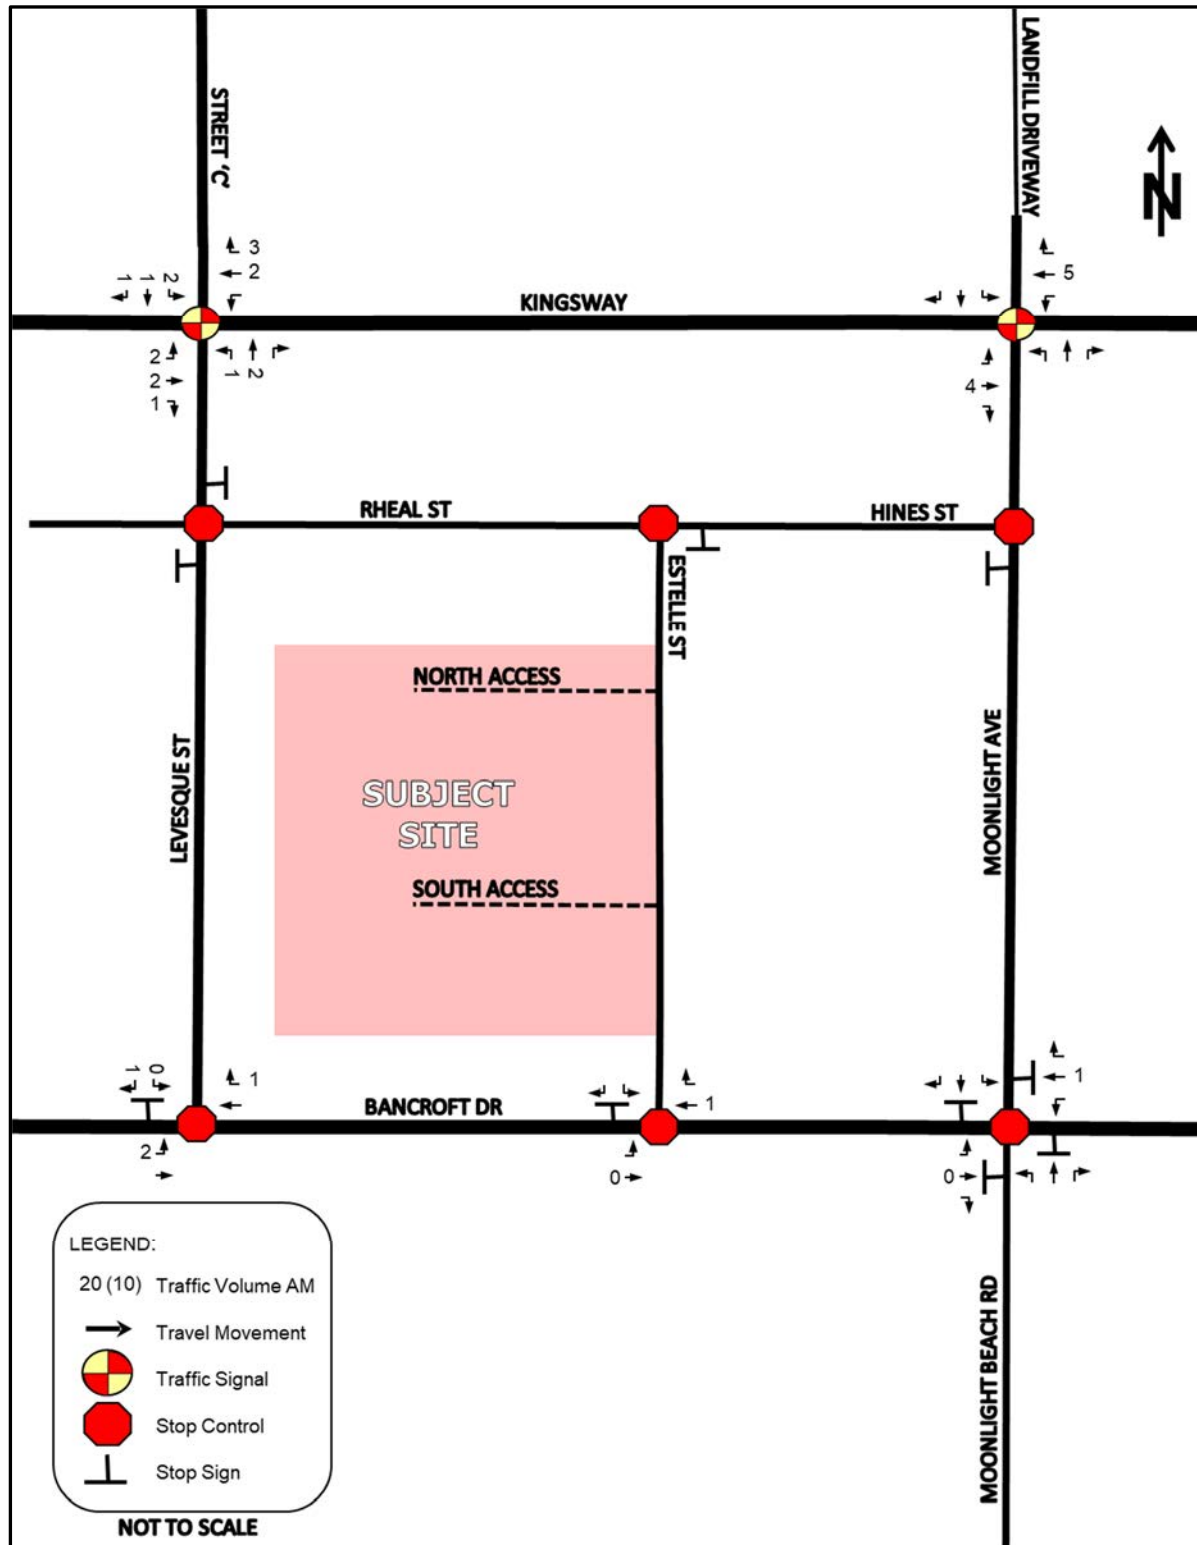 STREET 'C'
LANDFILL DRIVEWAY
N
3
2
1 1 2
5
KINGSWAY
2
2
1
1 2
4
RHEAL ST
HINES ST
ESTELLE ST
NORTH ACCESS
SUBJECT
SITE
LEVESQUE ST
MOONLIGHT AVE
SOUTH ACCESS
1 0
1
1
1
BANCROFT DR
2
0
0
LEGEND:
20 (10) Traffic Volume AM
Travel Movement
Traffic Signal
Stop Control
Stop Sign
NOT TO SCALE
MOONLIGHT BEACH RD